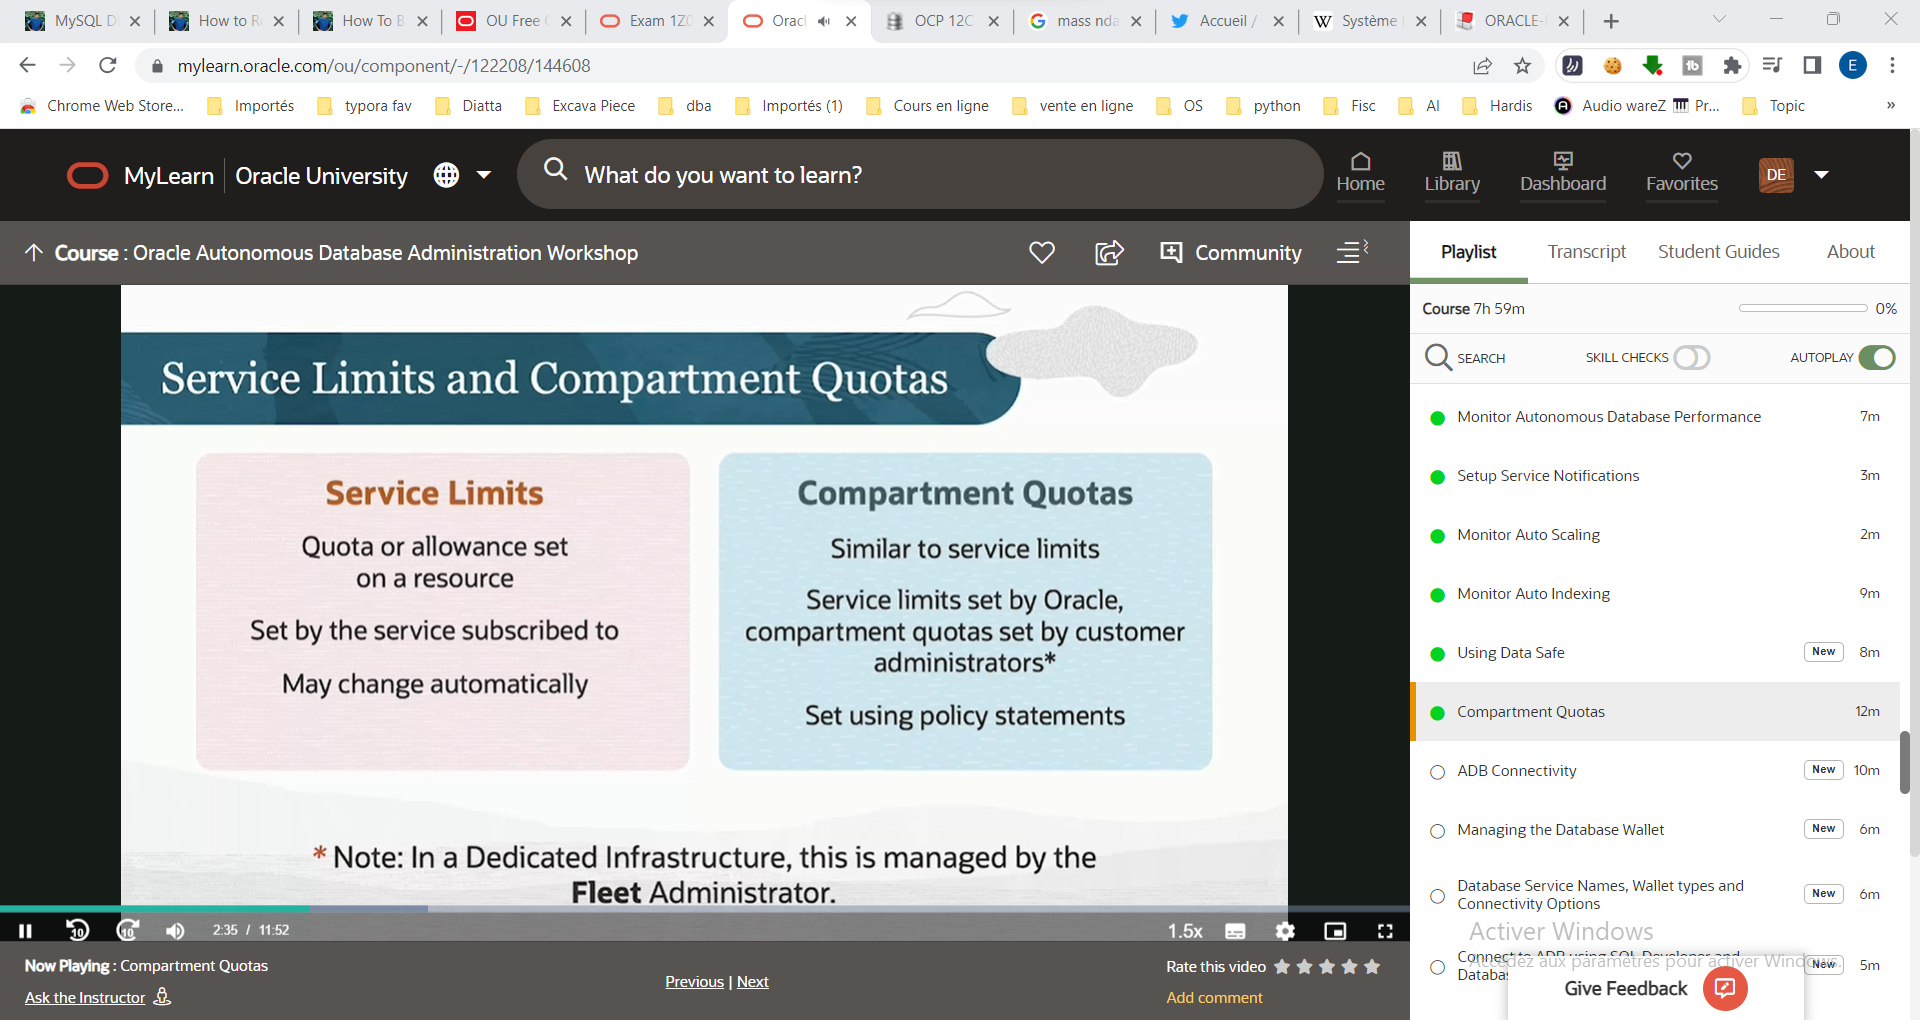 MySQL D
How to R
How To B
OU Free
Exam 1Z0
Orac
OCP 12C
mass nda
Accueil /
Système
ORACLE-
mylearn.oracle.com/ou/component/-/122208/144608
E
Chrome Web Store...
Importés
typora fav
Diatta
Excava Piece
dba
Importés (1)
Cours en ligne
vente en ligne
OS
python
Fisc
AI
Hardis
Audio wareZ
Pr...
Topic
»
MyLearn
Oracle University
What do you want to learn?
Home
Library
Dashboard
Favorites
DE
Course : Oracle Autonomous Database Administration Workshop
Community
Service Limits and Compartment Quotas
Service Limits
Quota or allowance set
on a resource
Set by the service subscribed to
May change automatically
Compartment Quotas
Similar to service limits
Service limits set by Oracle,
compartment quotas set by customer
administrators*
Set using policy statements
* Note: In a Dedicated Infrastructure, this is managed by the
Fleet Administrator.
2:35 / 11:52
1.5x
Now Playing : Compartment Quotas
Ask the Instructor
Previous | Next
Rate this video
Add comment
Playlist
Transcript
Student Guides
About
Course 7h 59m
0%
SEARCH
SKILL CHECKS
AUTOPLAY
Monitor Autonomous Database Performance 7m
Setup Service Notifications 3m
Monitor Auto Scaling 2m
Monitor Auto Indexing 9m
Using Data Safe New 8m
Compartment Quotas 12m
ADB Connectivity New 10m
Managing the Database Wallet New 6m
Database Service Names, Wallet types and
Connectivity Options New 6m
Activer Windows
Accédez aux paramètres pour activer Windows.
Connect to ADB using SQL Developer and
Databas New 5m
Give Feedback